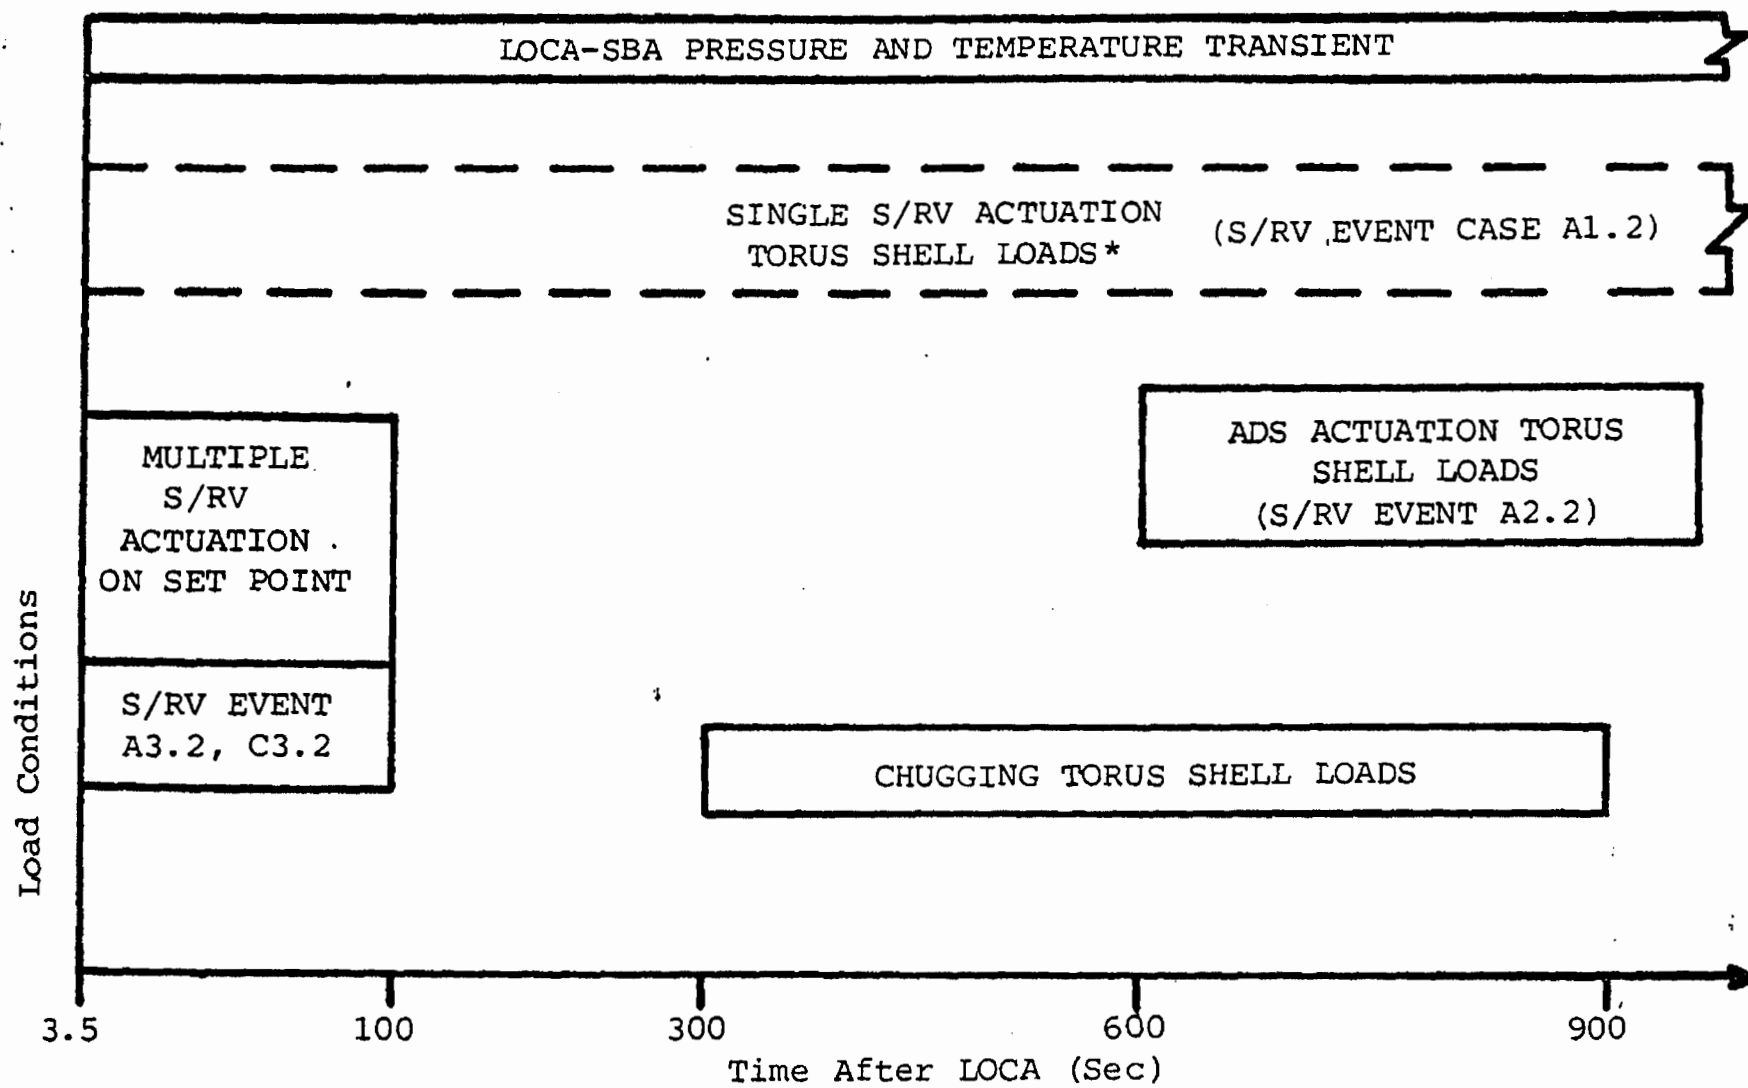 LOCA-SBA PRESSURE AND TEMPERATURE TRANSIENT
SINGLE S/RV ACTUATION
TORUS SHELL LOADS*
(S/RV EVENT CASE A1.2)
ADS ACTUATION TORUS
SHELL LOADS
(S/RV EVENT A2.2)
MULTIPLE
S/RV
ACTUATION
ON SET POINT
S/RV EVENT
A3.2, C3.2
CHUGGING TORUS SHELL LOADS
Load Conditions
3.5 100 300 600 900
Time After LOCA (Sec)